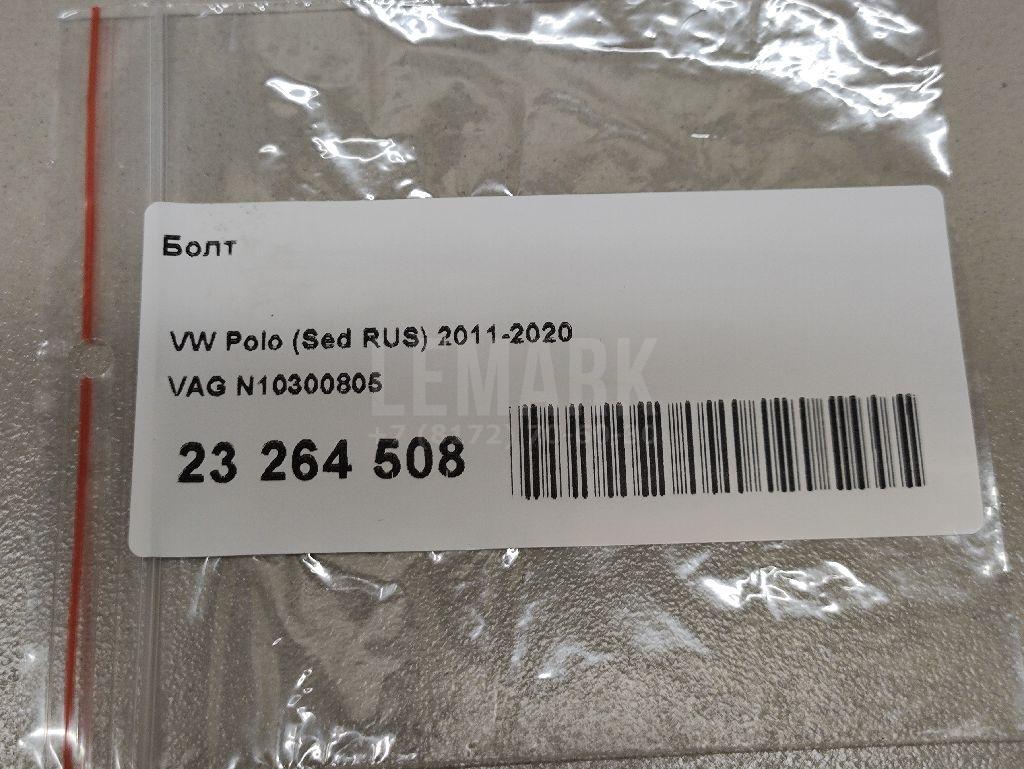 Болт
VW Polo (Sed RUS) 2011-2020
VAG N10300805
LEMARK
23 264 508